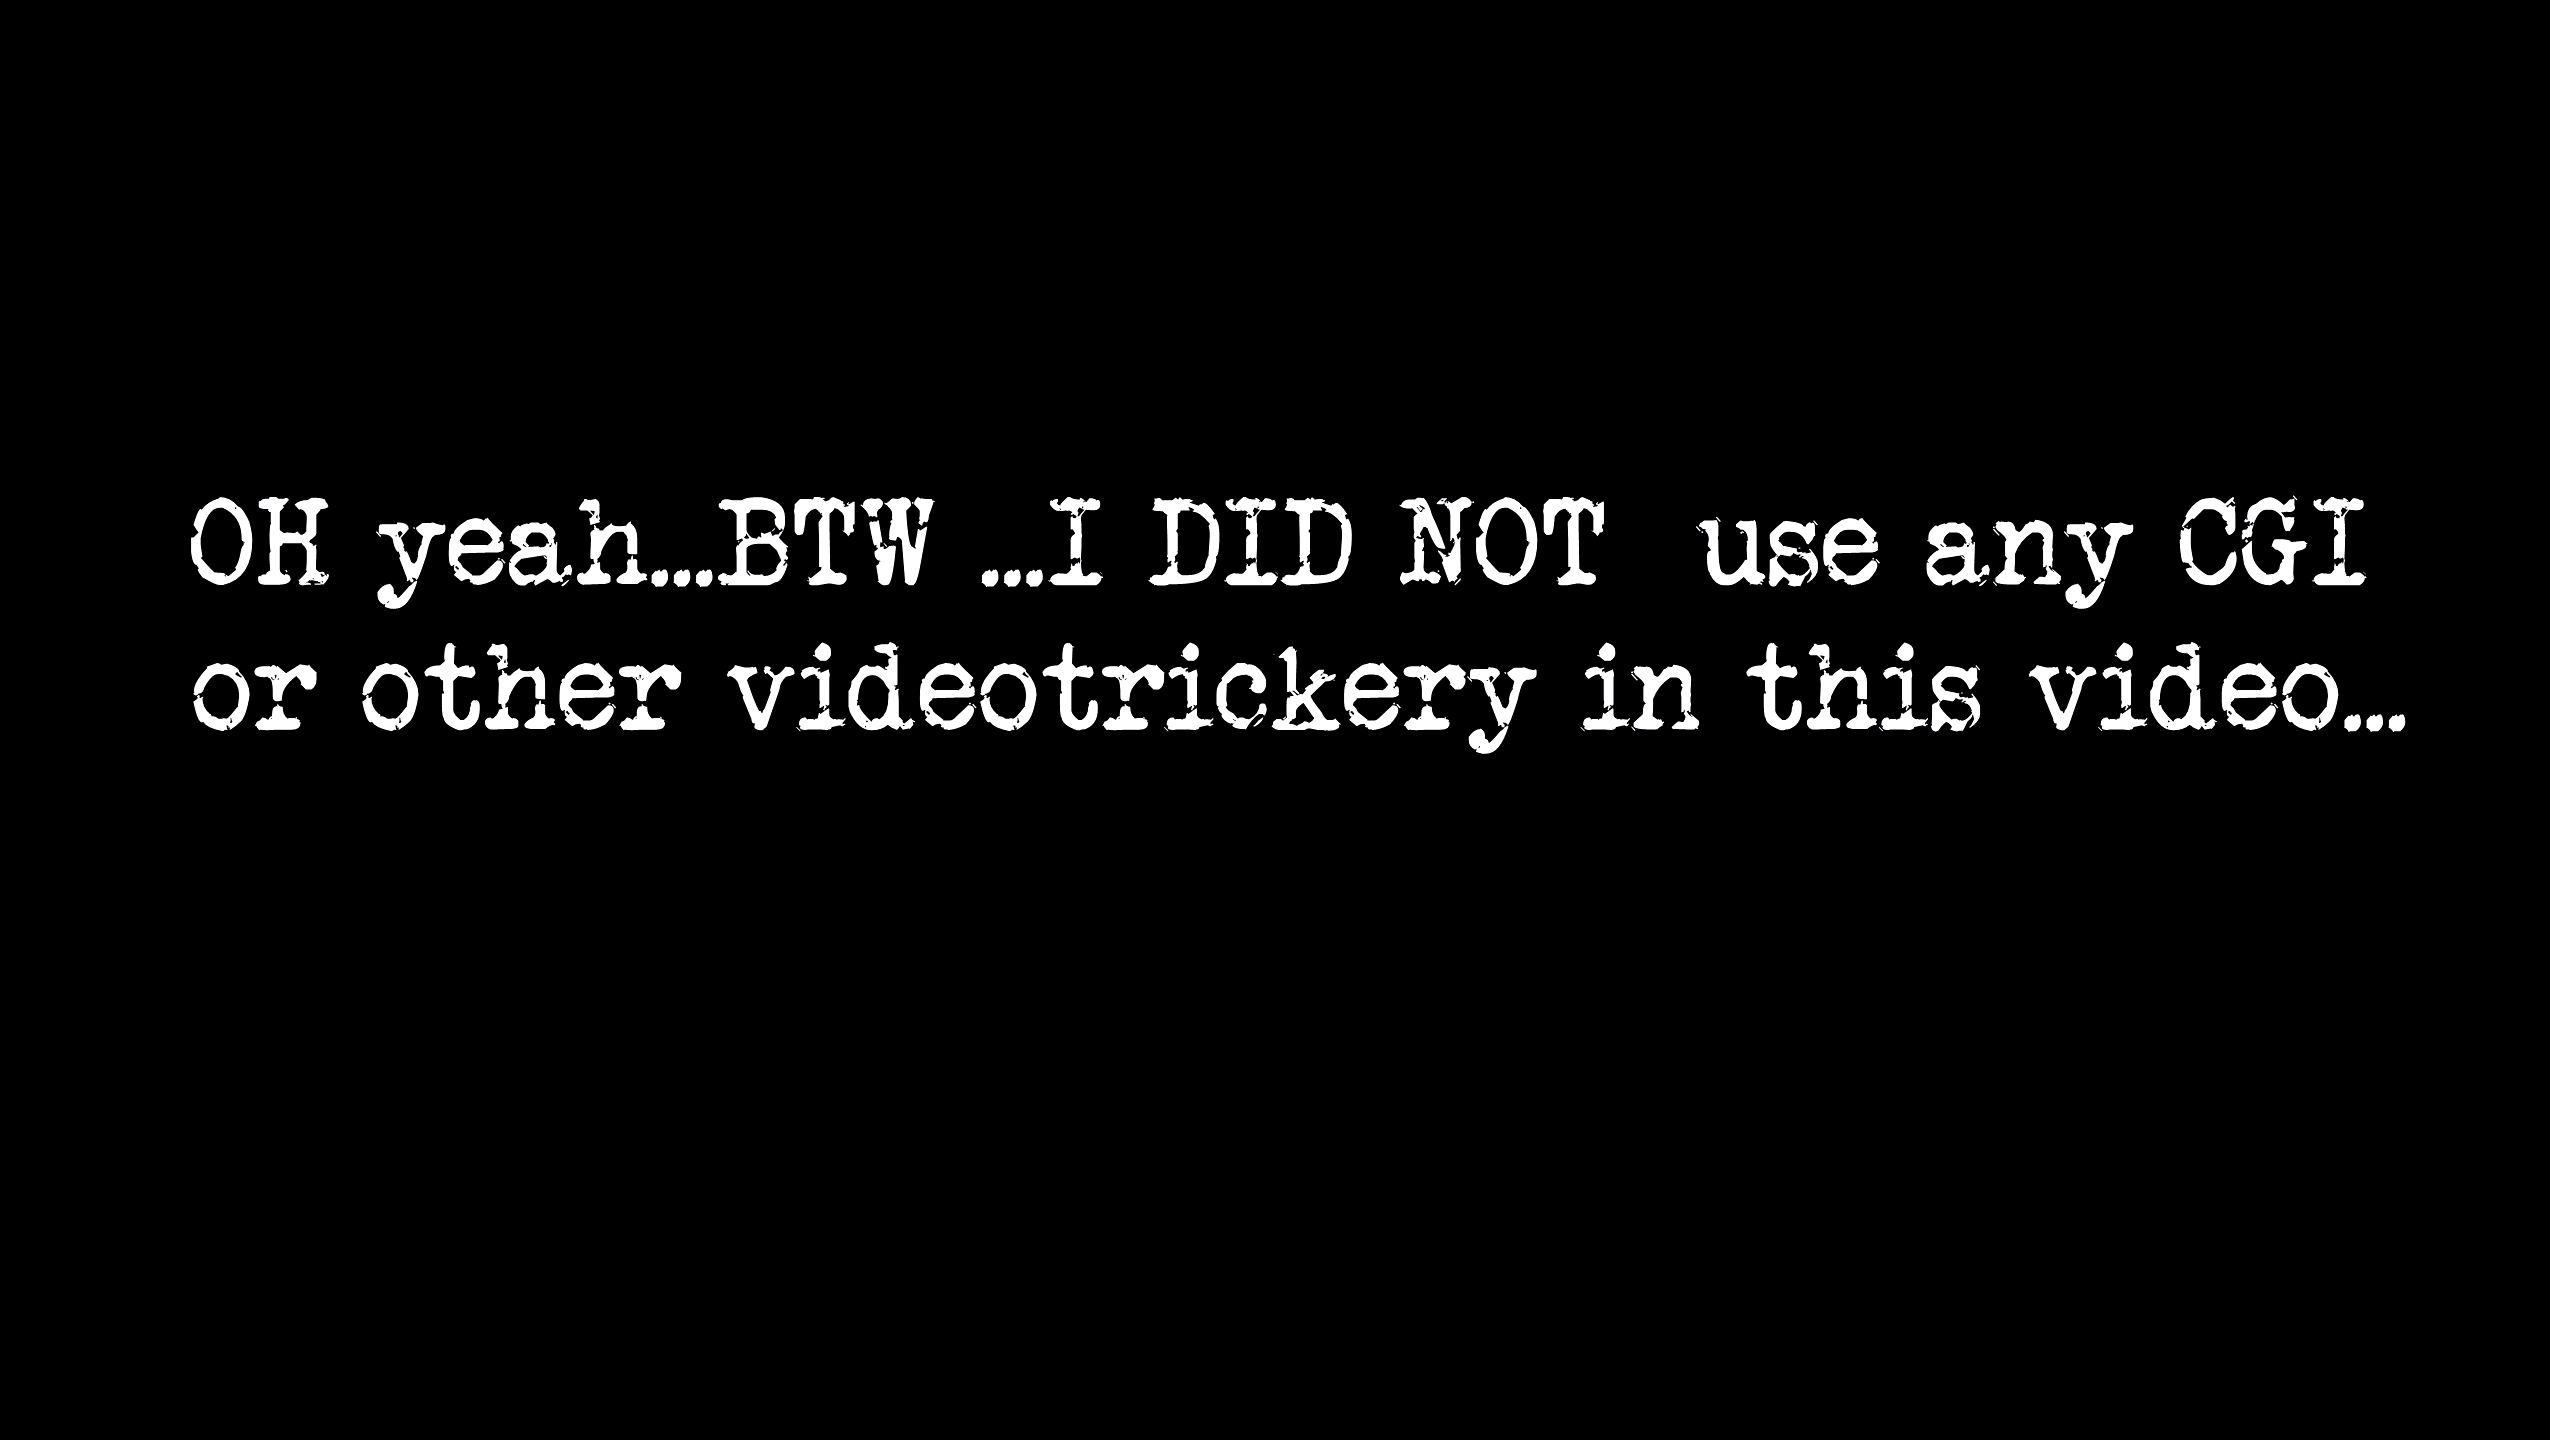 OH yeah...BTW ...I DID NOT  use any CGI
or other videotrickery in this video...